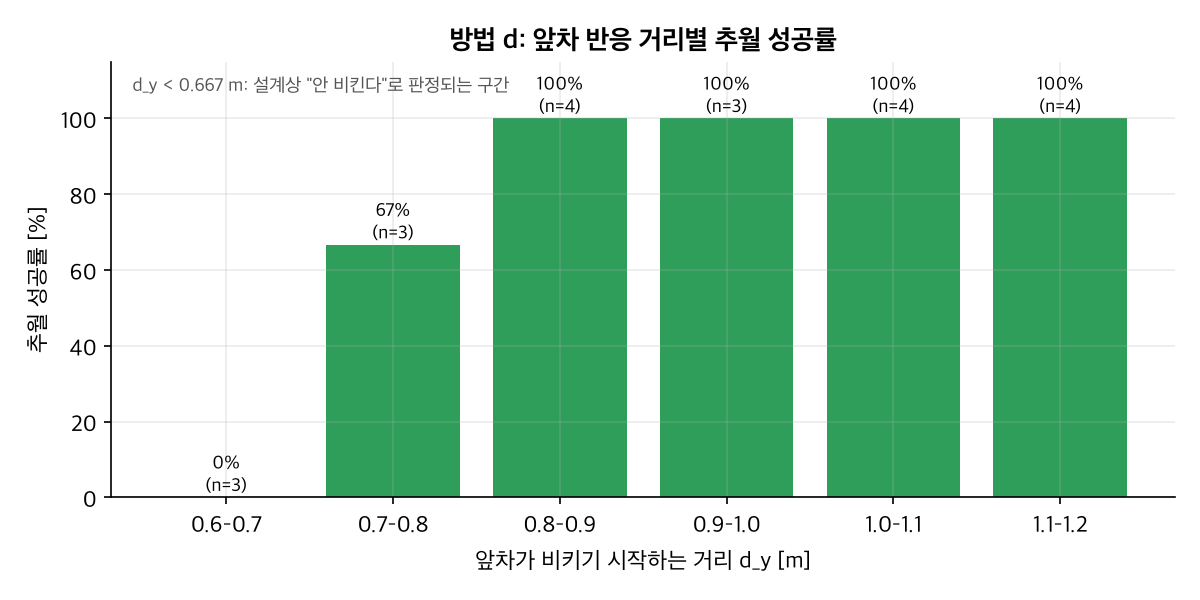 방법 d: 앞차 반응 거리별 추월 성공률
d_y < 0.667 m: 설계상 "안 비킨다"로 판정되는 구간
추월 성공률 [%]
100
80
60
40
20
0
0%
(n=3)
67%
(n=3)
100%
(n=4)
100%
(n=3)
100%
(n=4)
100%
(n=4)
0.6-0.7
0.7-0.8
0.8-0.9
0.9-1.0
1.0-1.1
1.1-1.2
앞차가 비키기 시작하는 거리 d_y [m]